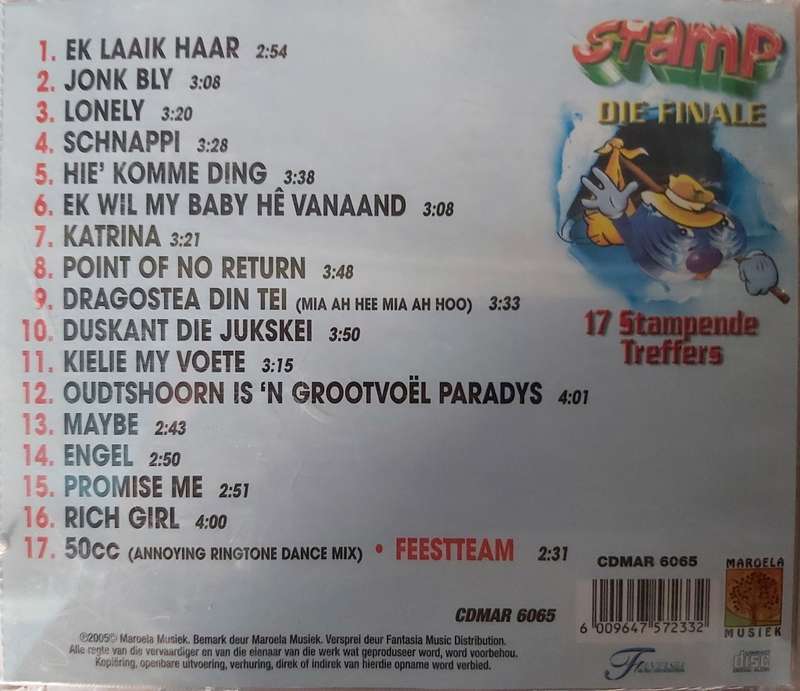 1. EK LAAIK HAAR 2:54
2. JONK BLY 3:08
3. LONELY 3:20
4. SCHNAPPI 3:28
5. HIE' KOMME DING 3:38
6. EK WIL MY BABY HÊ VANAAND 3:08
7. KATRINA 3:21
8. POINT OF NO RETURN 3:48
9. DRAGOSTEA DIN TEI (MIA AH HEE MIA AH HOO) 3:33
10. DUSKANT DIE JUKSKEI 3:50
11. KIELIE MY VOETE 3:15
12. OUDTSHOORN IS 'N GROOTVOËL PARADYS 4:01
13. MAYBE 2:43
14. ENGEL 2:50
15. PROMISE ME 2:51
16. RICH GIRL 4:00
17. 50cc (ANNOYING RINGTONE DANCE MIX) • FEESTTEAM 2:31
Stamp
DIE FINALE
17 Stampende
Treffers
CDMAR 6065
CDMAR 6065
6 009647 572332
MAROELA
MUSIEK
℗2005© Maroela Musiek. Bemark deur Maroela Musiek. Versprei deur Fantasia Music Distribution.
Alle regte van die vervaardiger en van die eienaar van die werk wat geproduseer word, word voorbehou.
Kopiëring, openbare uitvoering, verhuring, direk of indirek van hierdie opname word verbied.
COMPACT
disc
DIGITAL AUDIO